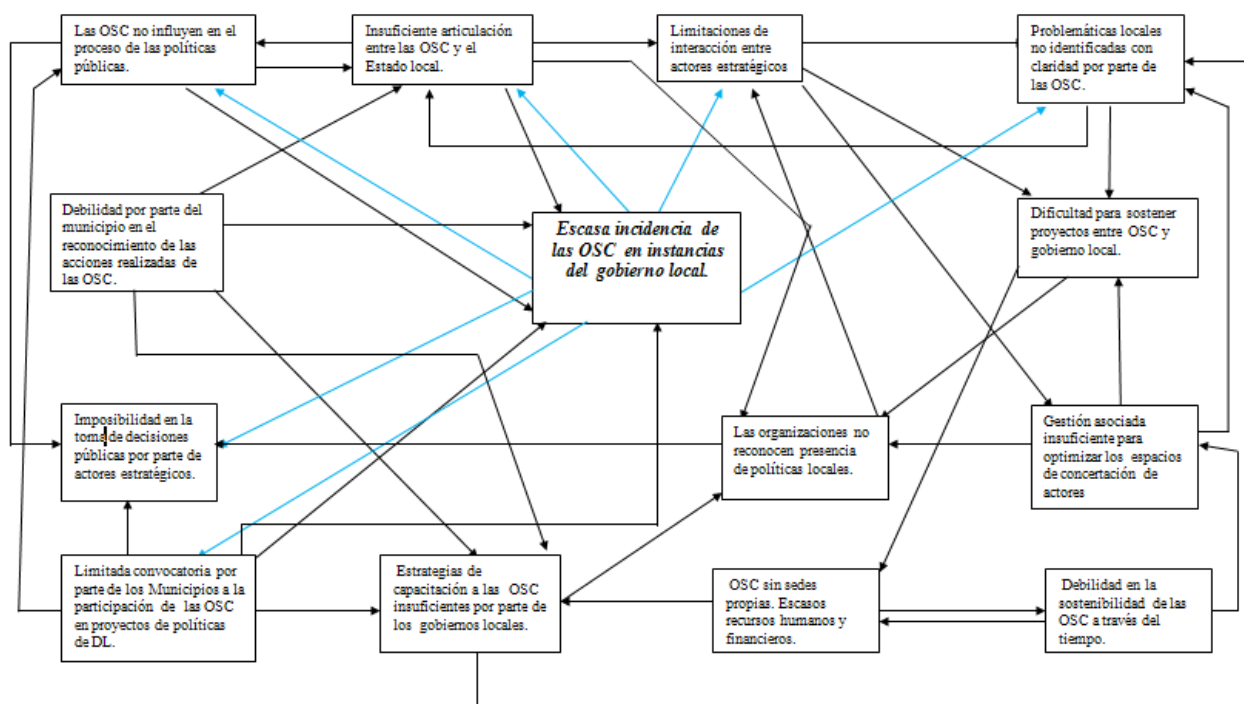 Las OSC no influyen en el
proceso de las políticas
públicas.
Insuficiente articulación
entre las OSC y el
Estado local.
Limitaciones de
interacción entre
actores estratégicos
Problemáticas locales
no identificadas con
claridad por parte de
las OSC.
Debilidad por parte del
municipio en el
reconocimiento de las
acciones realizadas de
las OSC.
Escasa incidencia de
las OSC en instancias
del gobierno local.
Dificultad para sostener
proyectos entre OSC y
gobierno local.
Imposibilidad en la
toma de decisiones
públicas por parte de
actores estratégicos.
Las organizaciones no
reconocen presencia
de políticas locales.
Gestión asociada
insuficiente para
optimizar los espacios
de concertación de
actores
Limitada convocatoria por
parte de los Municipios a la
participación de las OSC
en proyectos de políticas
de DL.
Estrategias de
capacitación a las OSC
insuficientes por parte de
los gobiernos locales.
OSC sin sedes
propias. Escasos
recursos humanos y
financieros.
Debilidad en la
sostenibilidad de las
OSC a través del
tiempo.